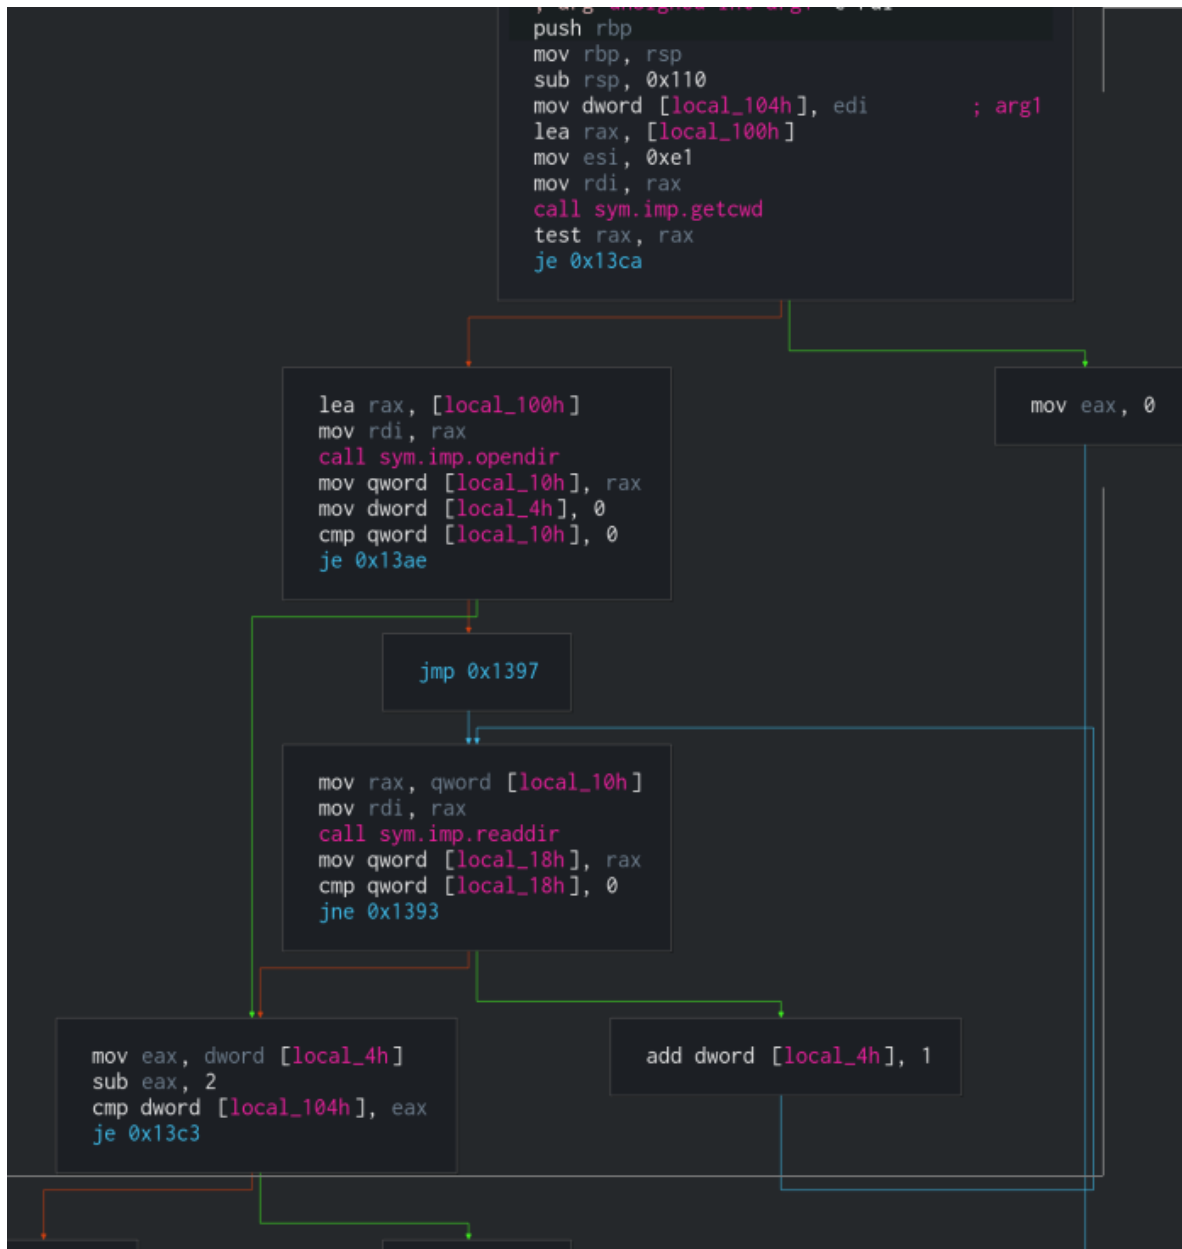 push rbp
mov rbp, rsp
sub rsp, 0x110
mov dword [local_104h], edi ; arg1
lea rax, [local_100h]
mov esi, 0xe1
mov rdi, rax
call sym.imp.getcwd
test rax, rax
je 0x13ca
lea rax, [local_100h]
mov rdi, rax
call sym.imp.opendir
mov qword [local_10h], rax
mov dword [local_4h], 0
cmp qword [local_10h], 0
je 0x13ae
mov eax, 0
jmp 0x1397
mov rax, qword [local_10h]
mov rdi, rax
call sym.imp.readdir
mov qword [local_18h], rax
cmp qword [local_18h], 0
jne 0x1393
mov eax, dword [local_4h]
sub eax, 2
cmp dword [local_104h], eax
je 0x13c3
add dword [local_4h], 1